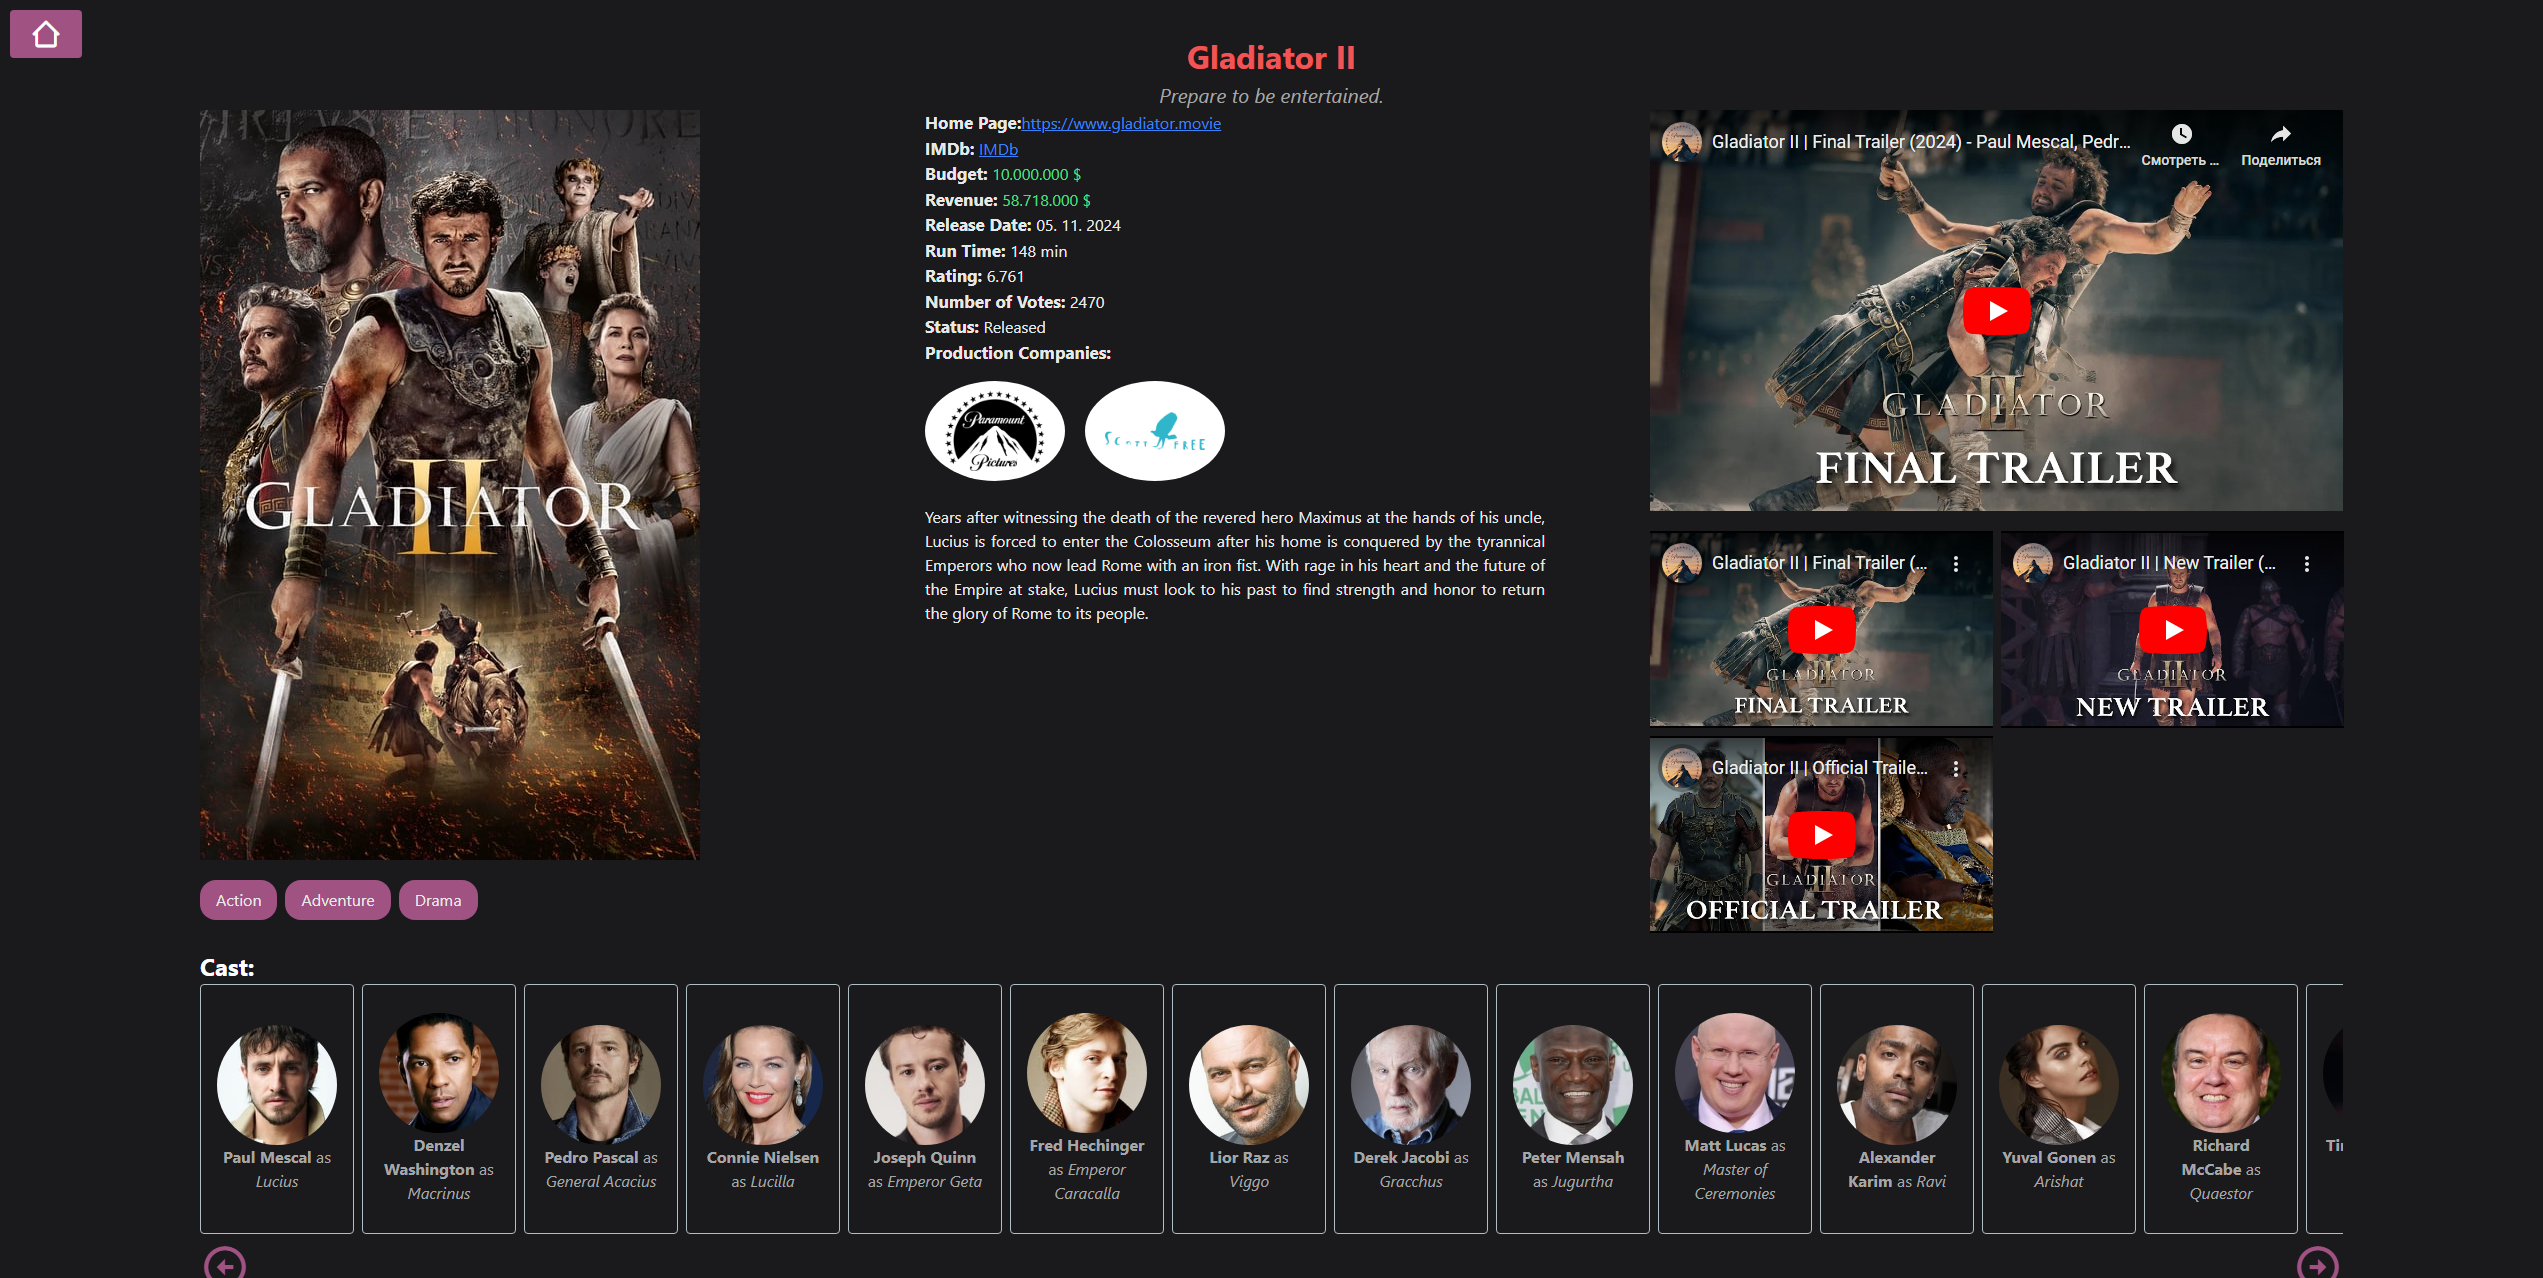 Gladiator II
Prepare to be entertained.
Home Page:https://www.gladiator.movie
IMDb: IMDb
Budget: 10.000.000 $
Revenue: 58.718.000 $
Release Date: 05. 11. 2024
Run Time: 148 min
Rating: 6.761
Number of Votes: 2470
Status: Released
Production Companies:
Paramount
Pictures
SCOTT FREE
Years after witnessing the death of the revered hero Maximus at the hands of his uncle,
Lucius is forced to enter the Colosseum after his home is conquered by the tyrannical
Emperors who now lead Rome with an iron fist. With rage in his heart and the future of
the Empire at stake, Lucius must look to his past to find strength and honor to return
the glory of Rome to its people.
II
GLADIATOR
Gladiator II | Final Trailer (2024) - Paul Mescal, Pedr...
Смотреть ...
Поделиться
II
GLADIATOR
FINAL TRAILER
Gladiator II | Final Trailer (...
II
GLADIATOR
FINAL TRAILER
Gladiator II | New Trailer (...
II
GLADIATOR
NEW TRAILER
Gladiator II | Official Traile...
II
GLADIATOR
OFFICIAL TRAILER
Action
Adventure
Drama
Cast:
Paul Mescal as
Lucius
Denzel
Washington as
Macrinus
Pedro Pascal as
General Acacius
Connie Nielsen
as Lucilla
Joseph Quinn
as Emperor Geta
Fred Hechinger
as Emperor
Caracalla
Lior Raz as
Viggo
Derek Jacobi as
Gracchus
Peter Mensah
as Jugurtha
Matt Lucas as
Master of
Ceremonies
Alexander
Karim as Ravi
Yuval Gonen as
Arishat
Richard
McCabe as
Quaestor